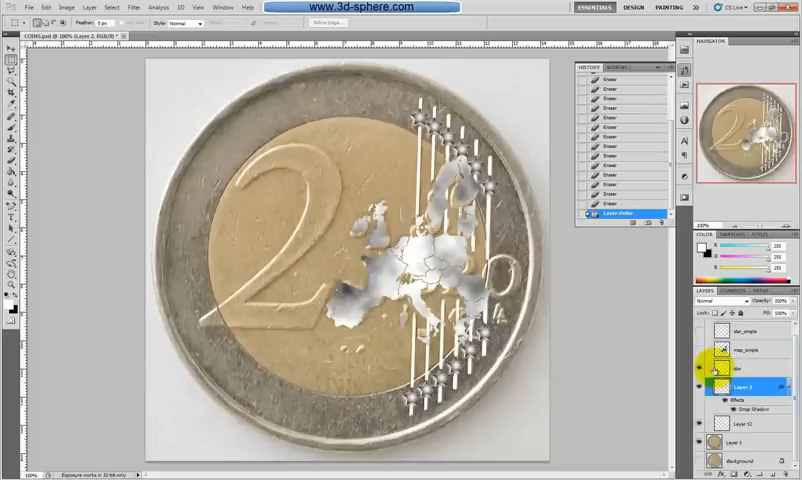 www.3d-sphere.com
File Edit Image Layer Select Filter Analysis 3D View Window Help
CS Live
ESSENTIALS DESIGN PAINTING
Feather: 0 px
Style: Normal
Refine Edge...
COINS.psd @ 100% (Layer 2, RGB/8) *
HISTORY ACTIONS
Eraser
Eraser
Eraser
Eraser
Eraser
Eraser
Eraser
Eraser
Eraser
Eraser
Eraser
Eraser
Eraser
Eraser
Layer Order
NAVIGATOR
100%
COLOR SWATCHES STYLES
R 255
G 255
B 255
LAYERS CHANNELS PATHS
Normal Opacity: 100%
Lock: Fill: 100%
star_simple
map_simple
star
Layer 2 fx
Effects
Drop Shadow
Layer 12
Layer 1
Background
2
100% Exposure works in 32-bit only